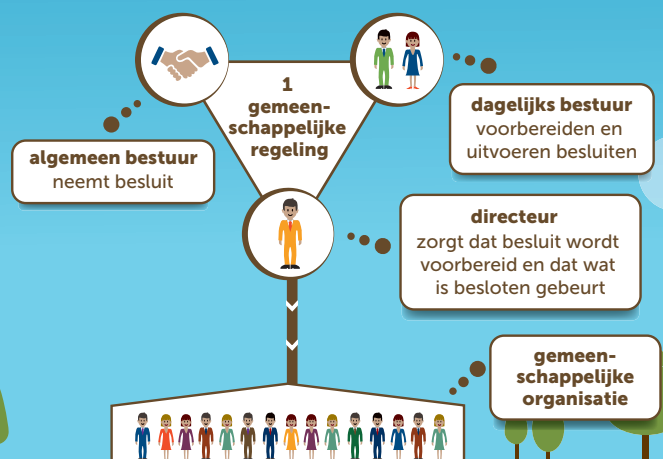 1
gemeen-
schappelijke
regeling
algemeen bestuur
neemt besluit
dagelijks bestuur
voorbereiden en
uitvoeren besluiten
directeur
zorgt dat besluit wordt
voorbereid en dat wat
is besloten gebeurt
gemeen-
schappelijke
organisatie